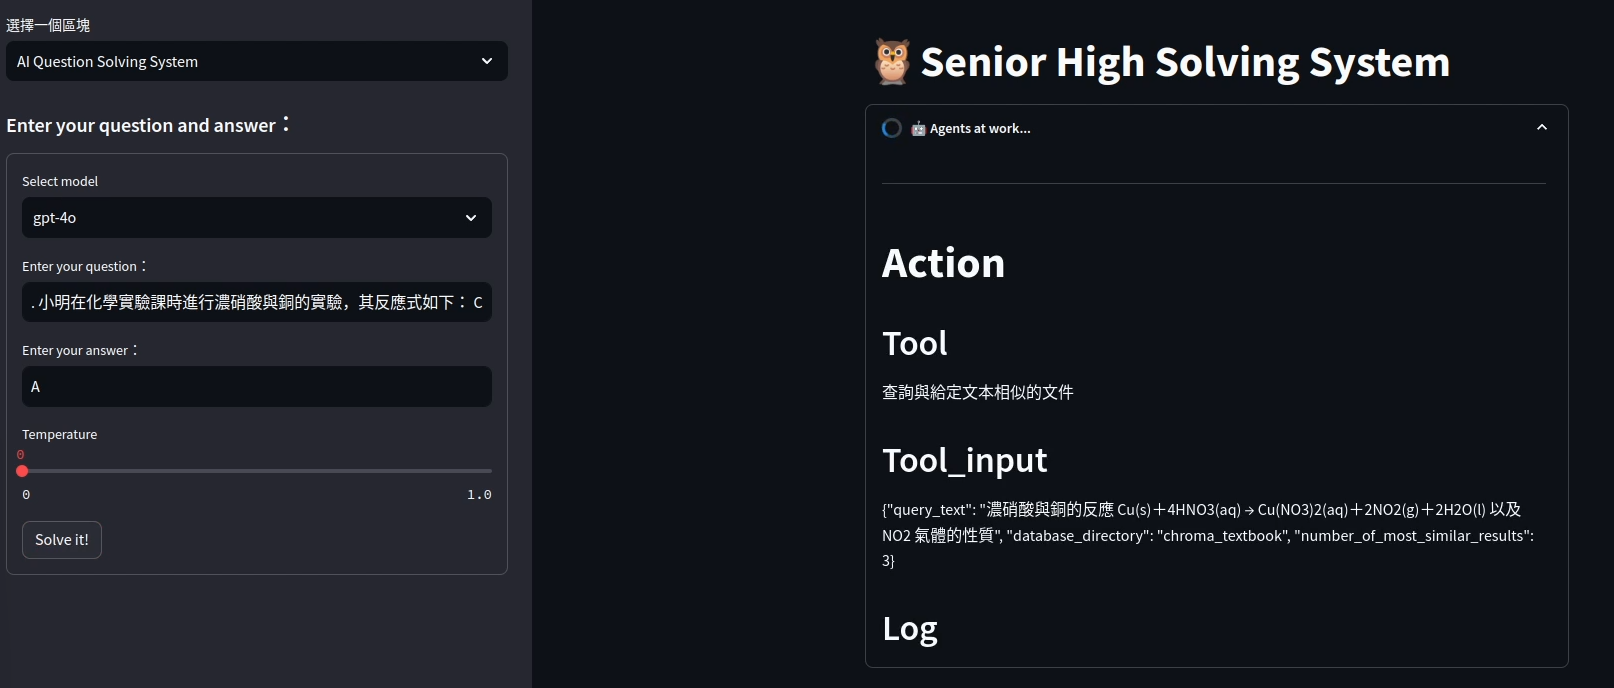 選擇一個區塊
AI Question Solving System
Enter your question and answer：
Select model
gpt-4o
Enter your question：
. 小明在化學實驗課時進行濃硝酸與銅的實驗，其反應式如下： C
Enter your answer：
A
Temperature
0
0 1.0
Solve it!
🦉 Senior High Solving System
🤖 Agents at work...
Action
Tool
查詢與給定文本相似的文件
Tool_input
{"query_text": "濃硝酸與銅的反應 Cu(s)＋4HNO3(aq) → Cu(NO3)2(aq)＋2NO2(g)＋2H2O(l) 以及
NO2 氣體的性質", "database_directory": "chroma_textbook", "number_of_most_similar_results":
3}
Log